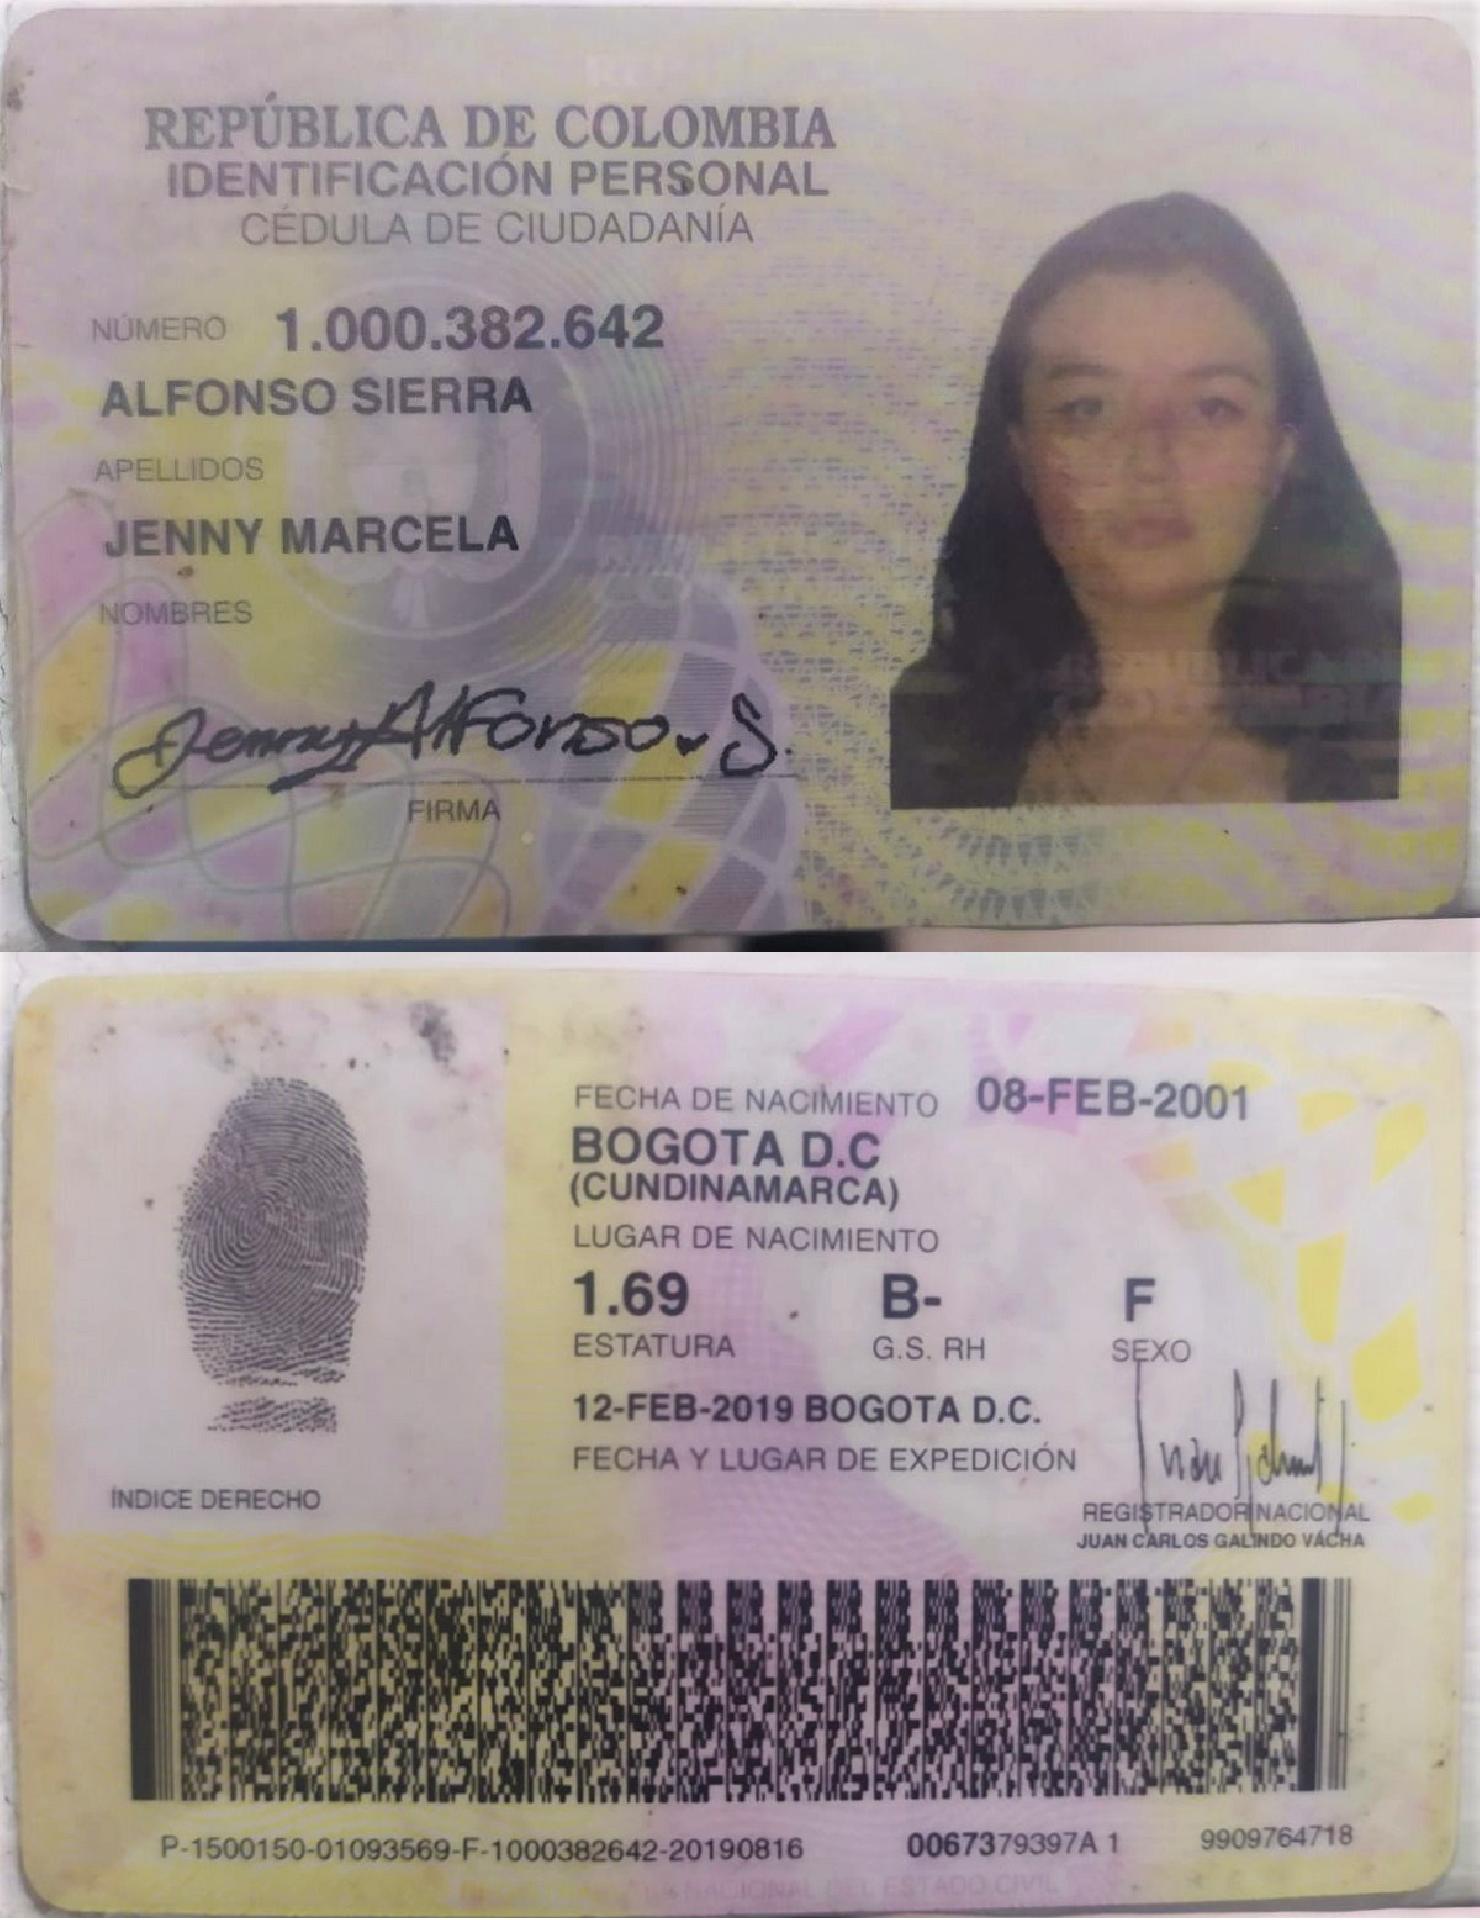 REPÚBLICA DE COLOMBIA
IDENTIFICACIÓN PERSONAL
CÉDULA DE CIUDADANÍA
NÚMERO 1.000.382.642
ALFONSO SIERRA
APELLIDOS
JENNY MARCELA
NOMBRES
Jenny Alfonso. S.
FIRMA
FECHA DE NACIMIENTO 08-FEB-2001
BOGOTA D.C
(CUNDINAMARCA)
LUGAR DE NACIMIENTO
1.69 B- F
ESTATURA G.S. RH SEXO
12-FEB-2019 BOGOTA D.C.
FECHA Y LUGAR DE EXPEDICIÓN
ÍNDICE DERECHO
REGISTRADOR NACIONAL
JUAN CARLOS GALINDO VÁCHA
P-1500150-01093569-F-1000382642-20190816 0067379397A 1 9909764718
NACIONAL DEL ESTADO CIVIL